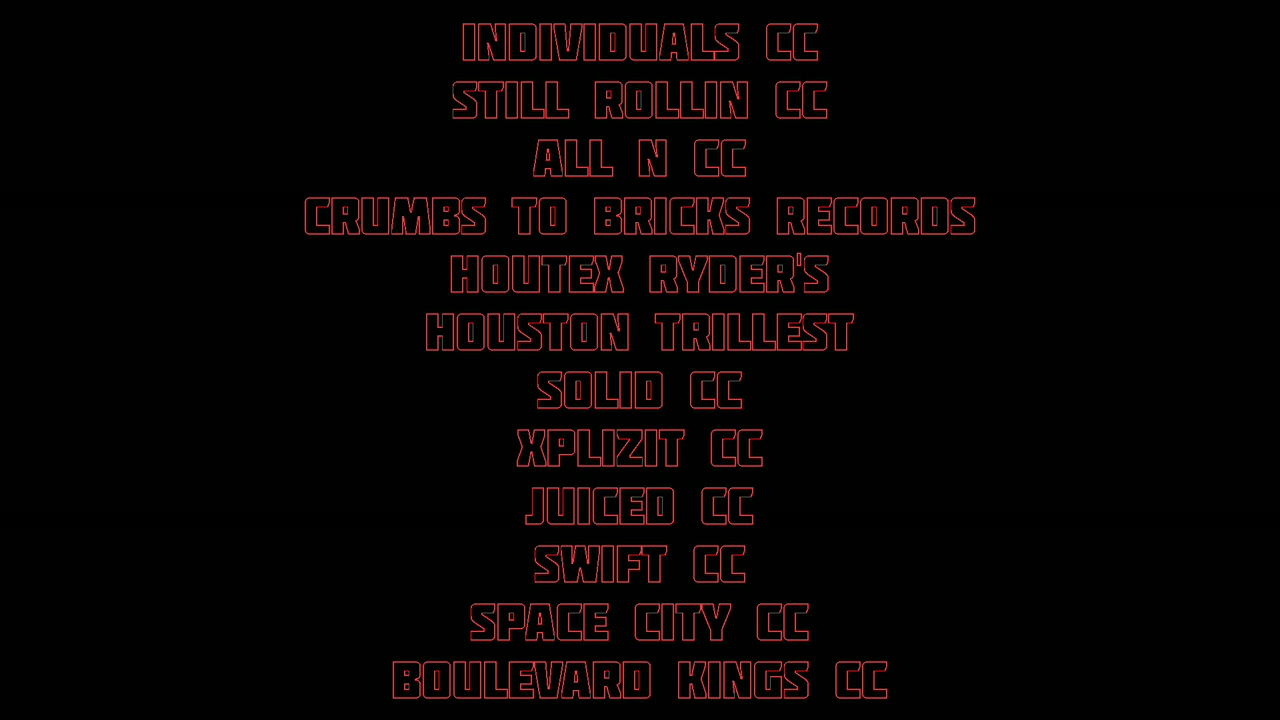 INDIVIDUALS CC
STILL ROLLIN CC
ALL N CC
CRUMBS TO BRICKS RECORDS
HOUTEX RYDER'S
HOUSTON TRILLEST
SOLID CC
XPLIZIT CC
JUICED CC
SWIFT CC
SPACE CITY CC
BOULEVARD KINGS CC